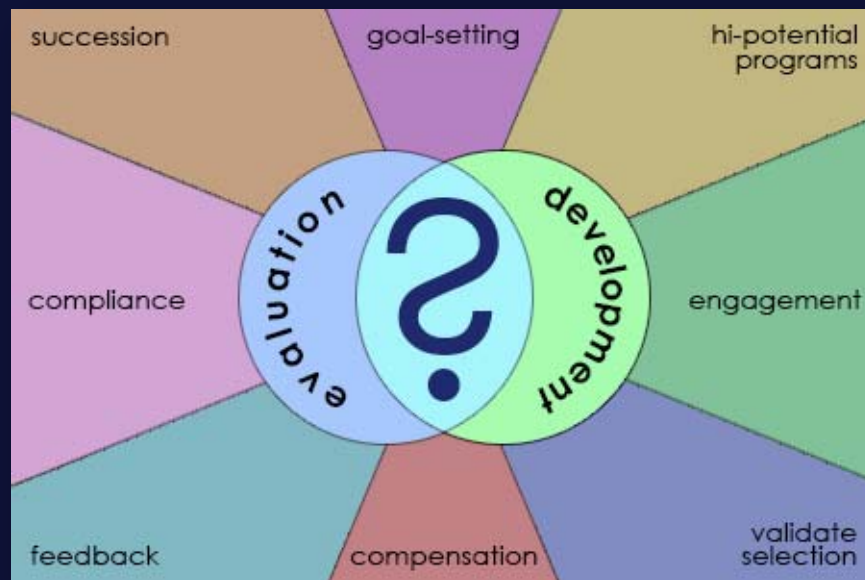 succession
goal-setting
hi-potential
programs
evaluation
?
development
compliance
engagement
feedback
compensation
validate
selection